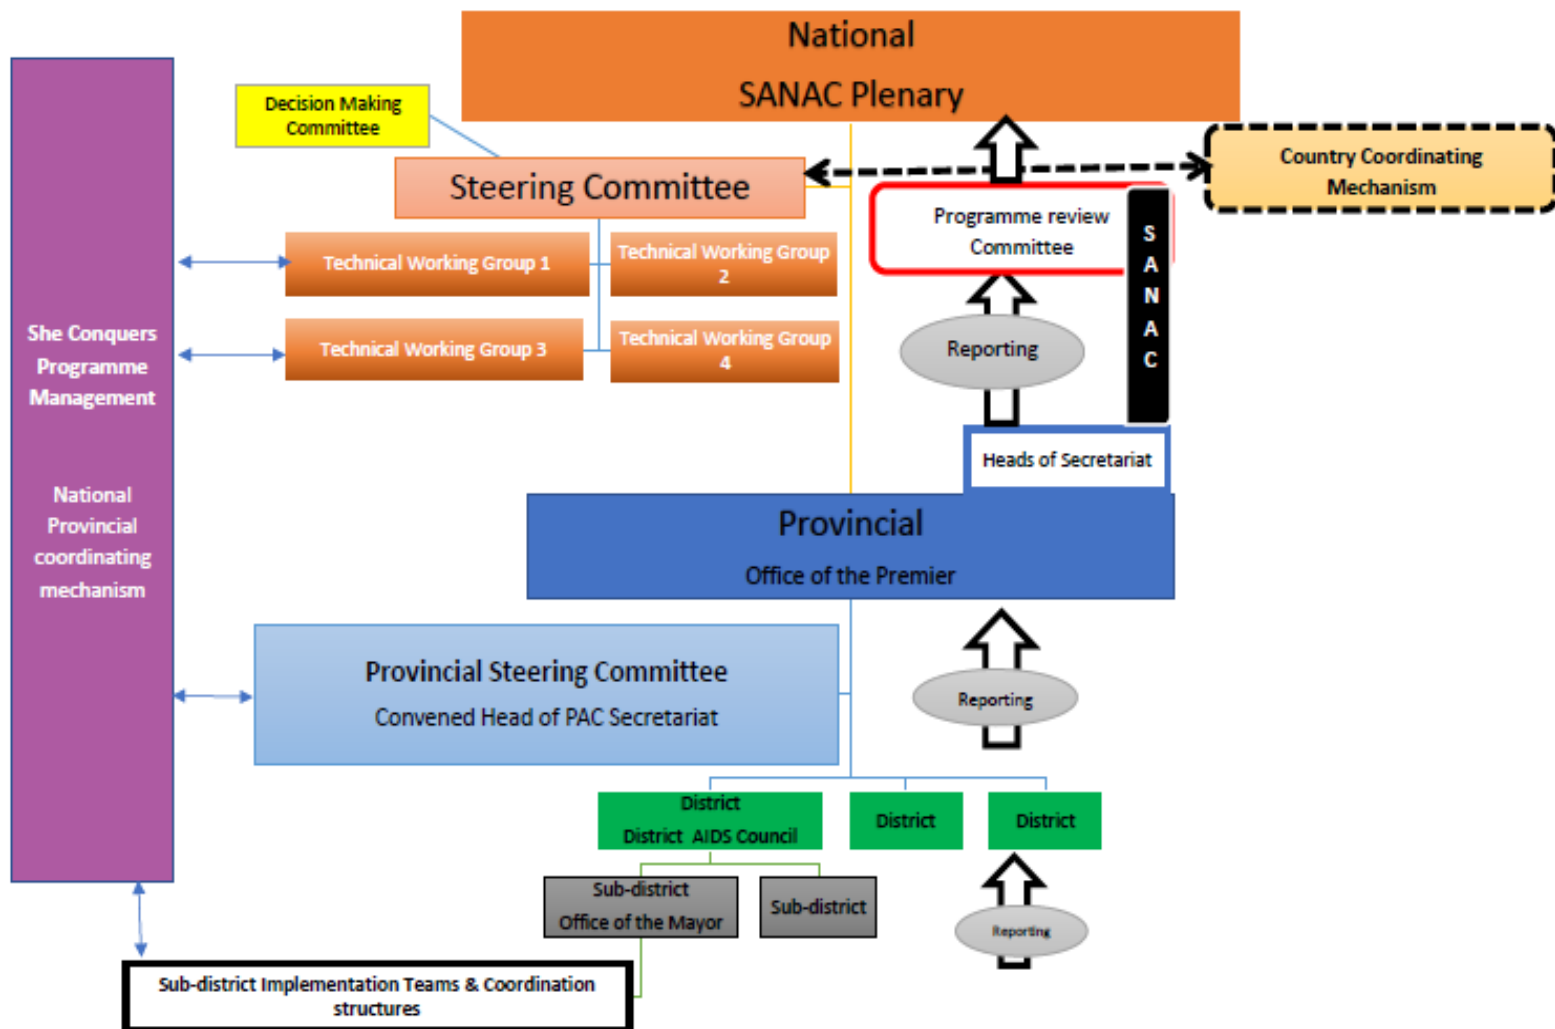 National
SANAC Plenary
Decision Making
Committee
Steering Committee
Country Coordinating
Mechanism
Programme review
Committee
S
A
N
A
C
Technical Working Group 1
Technical Working Group
2
Technical Working Group 3
Technical Working Group
4
Reporting
She Conquers
Programme
Management
National
Provincial
coordinating
mechanism
Heads of Secretariat
Provincial
Office of the Premier
Provincial Steering Committee
Convened Head of PAC Secretariat
Reporting
District
District AIDS Council
District
District
Sub-district
Office of the Mayor
Sub-district
Reporting
Sub-district Implementation Teams & Coordination
structures